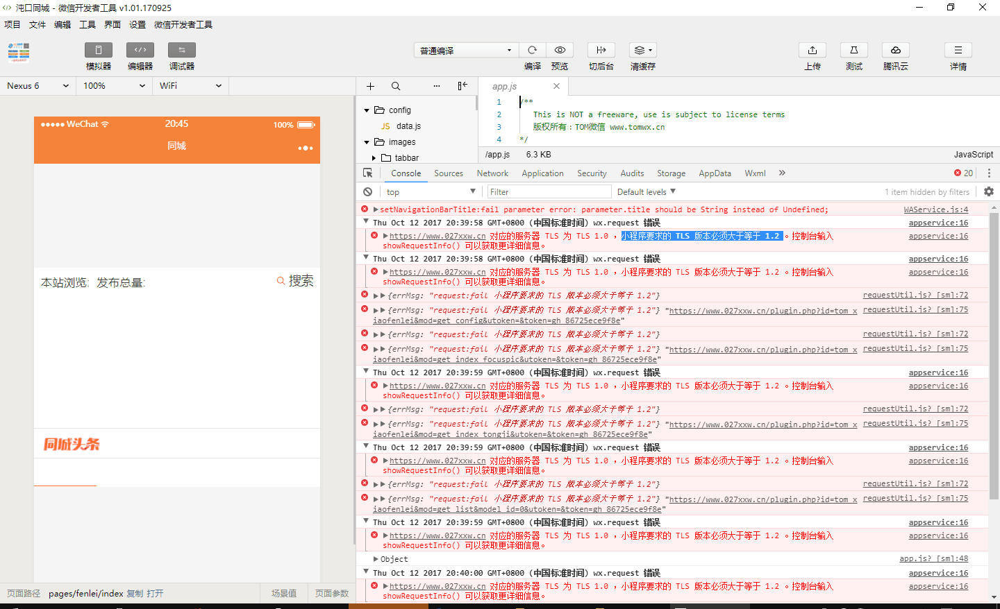 沌口同城 - 微信开发者工具 v1.01.170925
项目 文件 编辑 工具 界面 设置 微信开发者工具
模拟器 编辑器 调试器
普通编译
编译 预览 切后台 清缓存
上传 测试 腾讯云 详情
Nexus 6 100% WiFi
WeChat 20:45 100%
同城
本站浏览: 发布总量: 搜索
同城头条
页面路径 pages/fenlei/index 复制 打开 场景值 页面参数
config
JS data.js
images
tabbar
app.js
1 /**
2 This is NOT a freeware, use is subject to license terms
3 版权所有：TOM微信 www.tomwx.cn
4 */
/app.js 6.3 KB JavaScript
Console Sources Network Application Security Audits Storage AppData Wxml » 20
top Filter Default levels 1 item hidden by filters
setNavigationBarTitle:fail parameter error: parameter.title should be String instead of Undefined; WAService.js:4
Thu Oct 12 2017 20:39:58 GMT+0800 (中国标准时间) wx.request 错误 appservice:16
https://www.027xxw.cn 对应的服务器 TLS 为 TLS 1.0 ，小程序要求的 TLS 版本必须大于等于 1.2 。控制台输入 appservice:16
showRequestInfo() 可以获取更详细信息。
Thu Oct 12 2017 20:39:58 GMT+0800 (中国标准时间) wx.request 错误 appservice:16
https://www.027xxw.cn 对应的服务器 TLS 为 TLS 1.0 ，小程序要求的 TLS 版本必须大于等于 1.2 。控制台输入 appservice:16
showRequestInfo() 可以获取更详细信息。
{errMsg: "request:fail 小程序要求的 TLS 版本必须大于等于 1.2"} requestUtil.js? [sm]:72
{errMsg: "request:fail 小程序要求的 TLS 版本必须大于等于 1.2"} "https://www.027xxw.cn/plugin.php?id=tom_x requestUtil.js? [sm]:75
iaofenlei&mod=get_config&utoken=&token=gh_86725ece9f8e"
{errMsg: "request:fail 小程序要求的 TLS 版本必须大于等于 1.2"} requestUtil.js? [sm]:72
{errMsg: "request:fail 小程序要求的 TLS 版本必须大于等于 1.2"} "https://www.027xxw.cn/plugin.php?id=tom_x requestUtil.js? [sm]:75
iaofenlei&mod=get_index_focuspic&utoken=&token=gh_86725ece9f8e"
Thu Oct 12 2017 20:39:59 GMT+0800 (中国标准时间) wx.request 错误 appservice:16
https://www.027xxw.cn 对应的服务器 TLS 为 TLS 1.0 ，小程序要求的 TLS 版本必须大于等于 1.2 。控制台输入 appservice:16
showRequestInfo() 可以获取更详细信息。
{errMsg: "request:fail 小程序要求的 TLS 版本必须大于等于 1.2"} requestUtil.js? [sm]:72
{errMsg: "request:fail 小程序要求的 TLS 版本必须大于等于 1.2"} "https://www.027xxw.cn/plugin.php?id=tom_x requestUtil.js? [sm]:75
iaofenlei&mod=get_index_tongji&utoken=&token=gh_86725ece9f8e"
Thu Oct 12 2017 20:39:59 GMT+0800 (中国标准时间) wx.request 错误 appservice:16
https://www.027xxw.cn 对应的服务器 TLS 为 TLS 1.0 ，小程序要求的 TLS 版本必须大于等于 1.2 。控制台输入 appservice:16
showRequestInfo() 可以获取更详细信息。
{errMsg: "request:fail 小程序要求的 TLS 版本必须大于等于 1.2"} requestUtil.js? [sm]:72
{errMsg: "request:fail 小程序要求的 TLS 版本必须大于等于 1.2"} "https://www.027xxw.cn/plugin.php?id=tom_x requestUtil.js? [sm]:75
iaofenlei&mod=get_list&model_id=0&utoken=&token=gh_86725ece9f8e"
Thu Oct 12 2017 20:39:59 GMT+0800 (中国标准时间) wx.request 错误 appservice:16
https://www.027xxw.cn 对应的服务器 TLS 为 TLS 1.0 ，小程序要求的 TLS 版本必须大于等于 1.2 。控制台输入 appservice:16
showRequestInfo() 可以获取更详细信息。
Object app.js? [sm]:48
Thu Oct 12 2017 20:40:00 GMT+0800 (中国标准时间) wx.request 错误 appservice:16
https://www.027xxw.cn 对应的服务器 TLS 为 TLS 1.0 ，小程序要求的 TLS 版本必须大于等于 1.2 。控制台输入 appservice:16
showRequestInfo() 可以获取更详细信息。